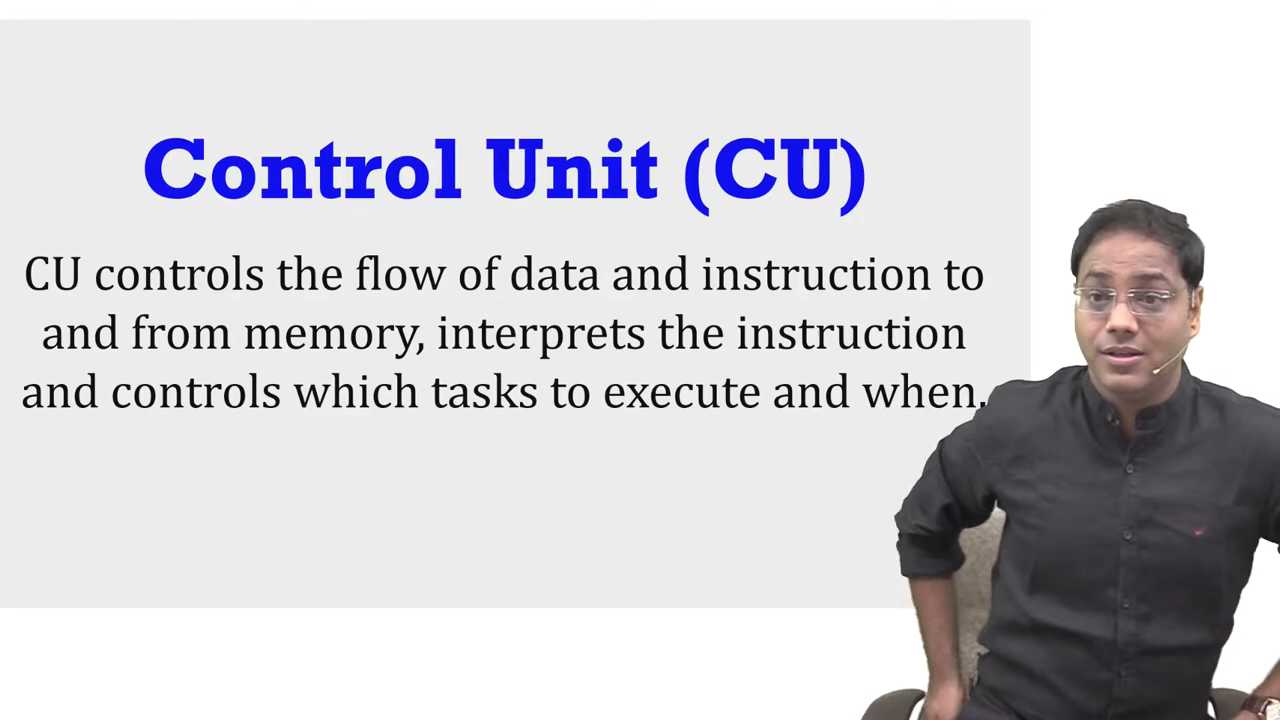 Control Unit (CU)
CU controls the flow of data and instruction to
and from memory, interprets the instruction
and controls which tasks to execute and when.